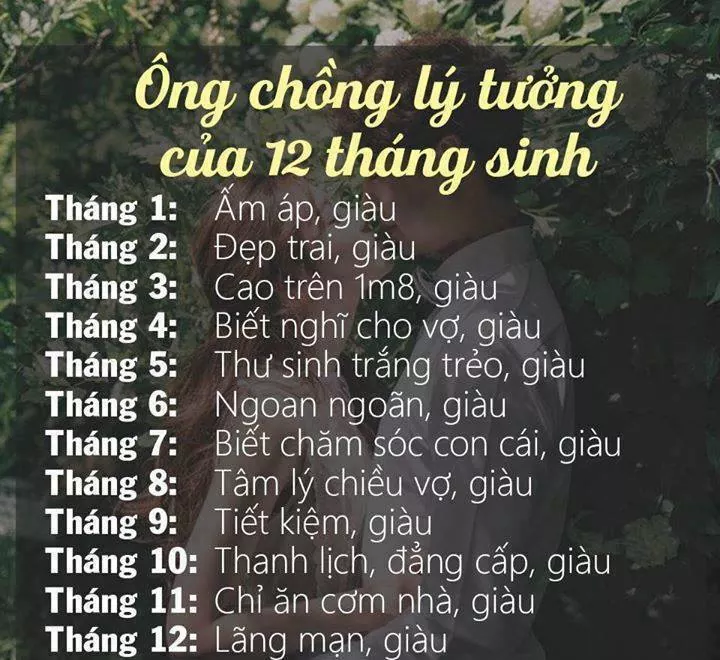 Ông chồng lý tưởng
của 12 tháng sinh
Tháng 1: Ấm áp, giàu
Tháng 2: Đẹp trai, giàu
Tháng 3: Cao trên 1m8, giàu
Tháng 4: Biết nghĩ cho vợ, giàu
Tháng 5: Thư sinh trắng trẻo, giàu
Tháng 6: Ngoan ngoãn, giàu
Tháng 7: Biết chăm sóc con cái, giàu
Tháng 8: Tâm lý chiều vợ, giàu
Tháng 9: Tiết kiệm, giàu
Tháng 10: Thanh lịch, đẳng cấp, giàu
Tháng 11: Chỉ ăn cơm nhà, giàu
Tháng 12: Lãng mạn, giàu